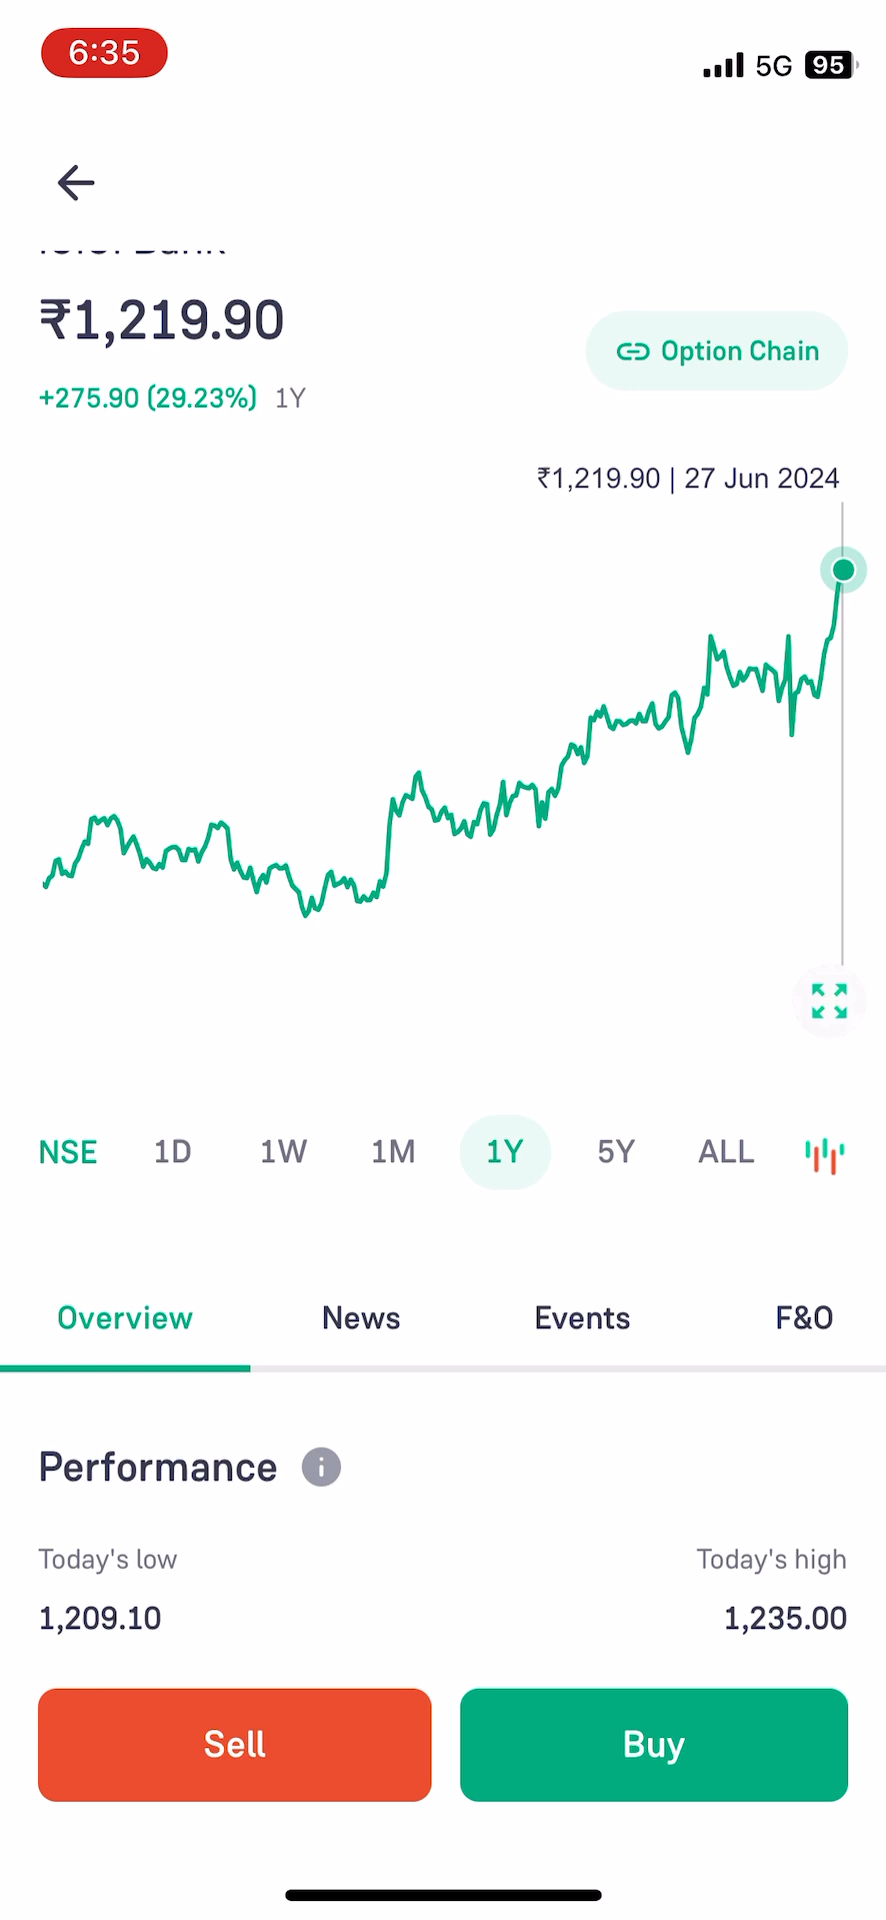 6:35
5G 95
Bank
₹1,219.90
Option Chain
+275.90 (29.23%) 1Y
₹1,219.90 | 27 Jun 2024
NSE 1D 1W 1M 1Y 5Y ALL
Overview News Events F&O
Performance
Today's low Today's high
1,209.10 1,235.00
Sell Buy